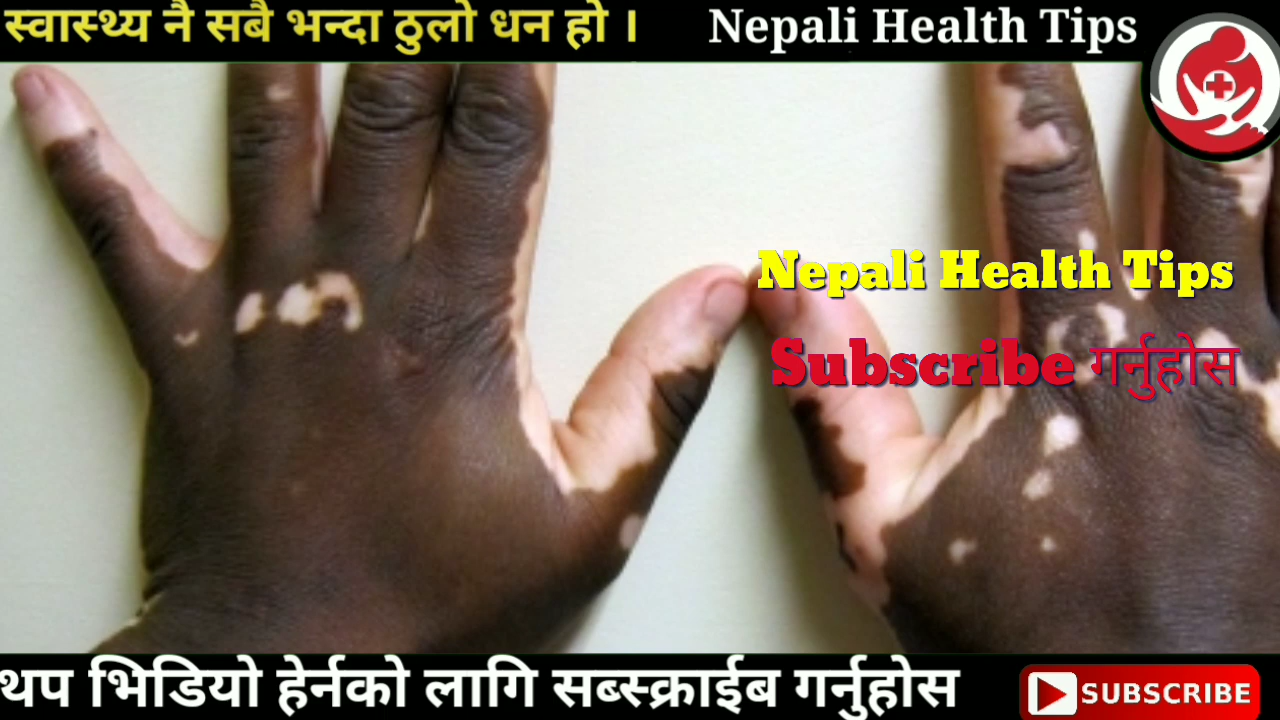 स्वास्थ्य नै सबै भन्दा ठुलो धन हो ।
Nepali Health Tips
Nepali Health Tips
Subscribe गर्नुहोस
थप भिडियो हेर्नको लागि सब्स्क्राईब गर्नुहोस
SUBSCRIBE